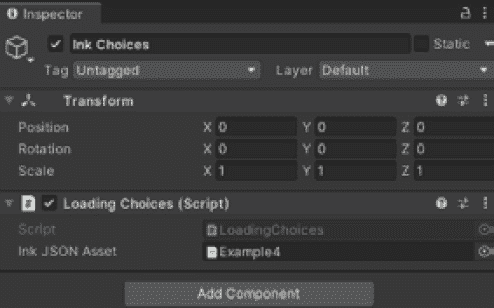 Inspector
Ink Choices Static
Tag Untagged Layer Default
Transform
Position X 0 Y 0 Z 0
Rotation X 0 Y 0 Z 0
Scale X 1 Y 1 Z 1
Loading Choices (Script)
Script LoadingChoices
Ink JSON Asset Example4
Add Component